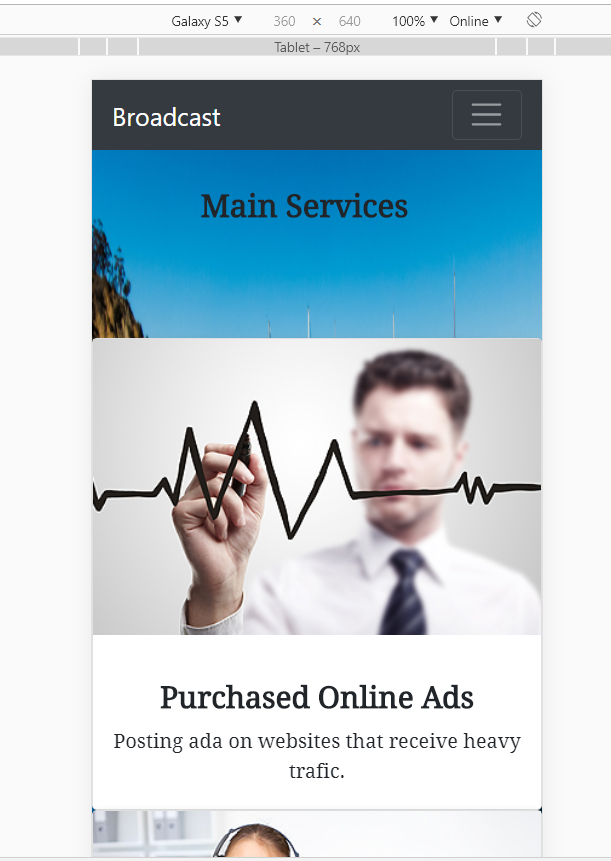 Galaxy S5 ▼ 360 × 640 100% ▼ Online ▼
Tablet – 768px
Broadcast
Main Services
Purchased Online Ads
Posting ada on websites that receive heavy
trafic.